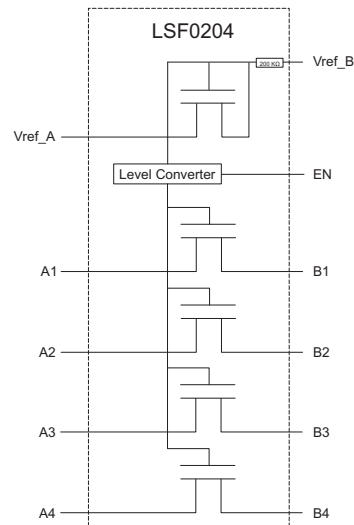 LSF0204
200 KΩ
Vref_B
Vref_A
Level Converter
EN
A1
B1
A2
B2
A3
B3
A4
B4